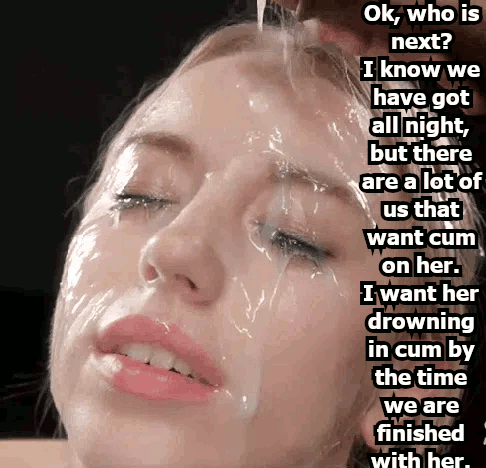 Ok, who is
next?
I know we
have got
all night,
but there
are a lot of
us that
want cum
on her.
I want her
drowning
in cum by
the time
we are
finished
with her.